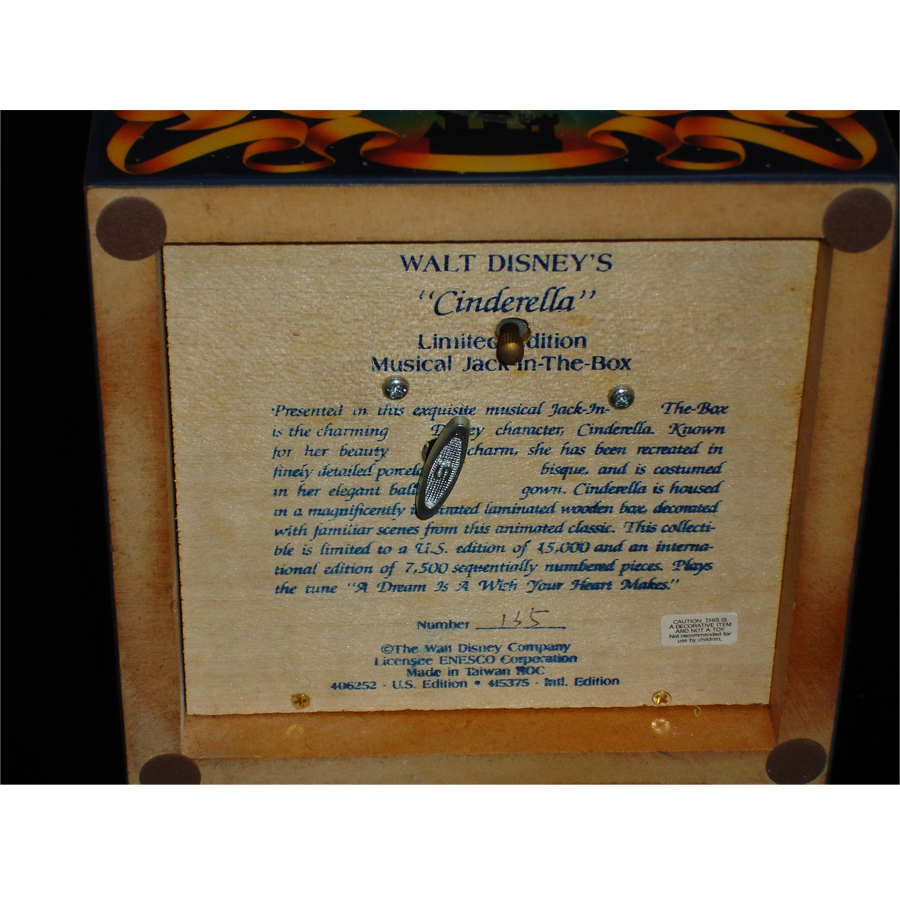 WALT DISNEY'S
"Cinderella"
Limited Edition
Musical Jack-In-The-Box
Presented in this exquisite musical Jack-In- The-Box
is the charming Disney character, Cinderella. Known
for her beauty charm, she has been recreated in
finely detailed porcelain bisque, and is costumed
in her elegant ball gown. Cinderella is housed
in a magnificently illustrated laminated wooden box, decorated
with familiar scenes from this animated classic. This collecti-
ble is limited to a U.S. edition of 15,000 and an interna-
tional edition of 7,500 sequentially numbered pieces. Plays
the tune "A Dream Is A Wish Your Heart Makes."
Number 165
©The Walt Disney Company
Licensee ENESCO Corporation
Made in Taiwan ROC
406252 - U.S. Edition • 415375 - Intl. Edition
CAUTION: THIS IS
A DECORATIVE ITEM
AND NOT A TOY.
Not recommended for
use by children.